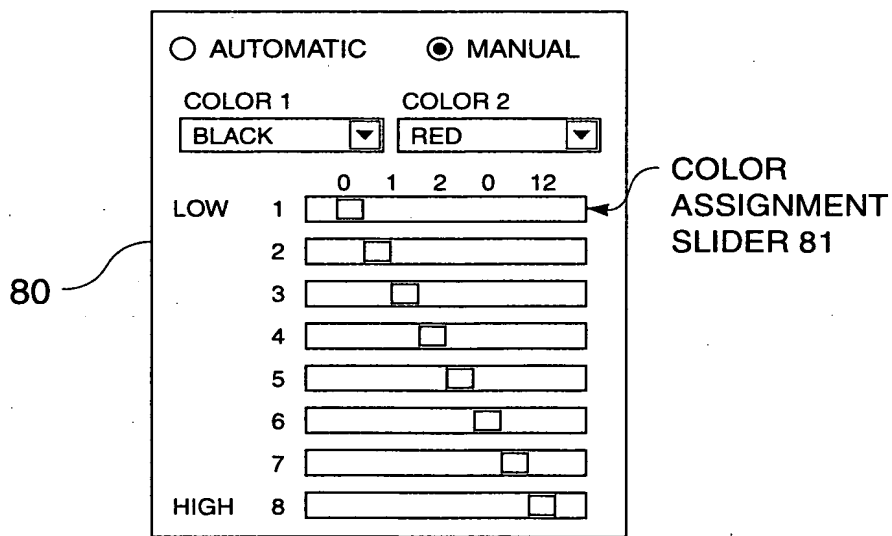 AUTOMATIC MANUAL
COLOR 1 COLOR 2
BLACK RED
0 1 2 0 12
LOW 1
2
3
4
5
6
7
HIGH 8
COLOR
ASSIGNMENT
SLIDER 81
80